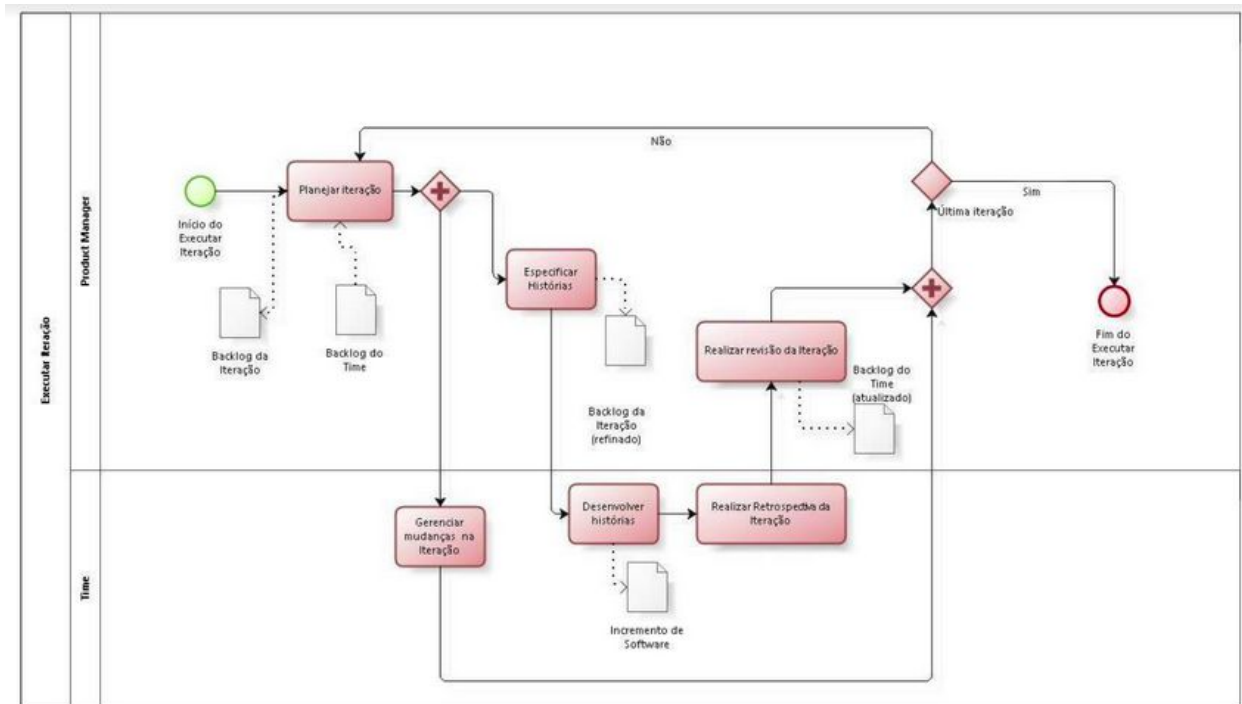 Executar Iteração
Product Manager
Time
Não
Planejar iteração
Início do
Executar
Iteração
Backlog da
Iteração
Backlog do
Time
Especificar
Histórias
Backlog da
Iteração
(refinado)
Última iteração
Sim
Realizar revisão da Iteração
Backlog do
Time
(atualizado)
Fim do
Executar
Iteração
Gerenciar
mudanças na
Iteração
Desenvolver
histórias
Realizar Retrospectiva da
Iteração
Incremento de
Software